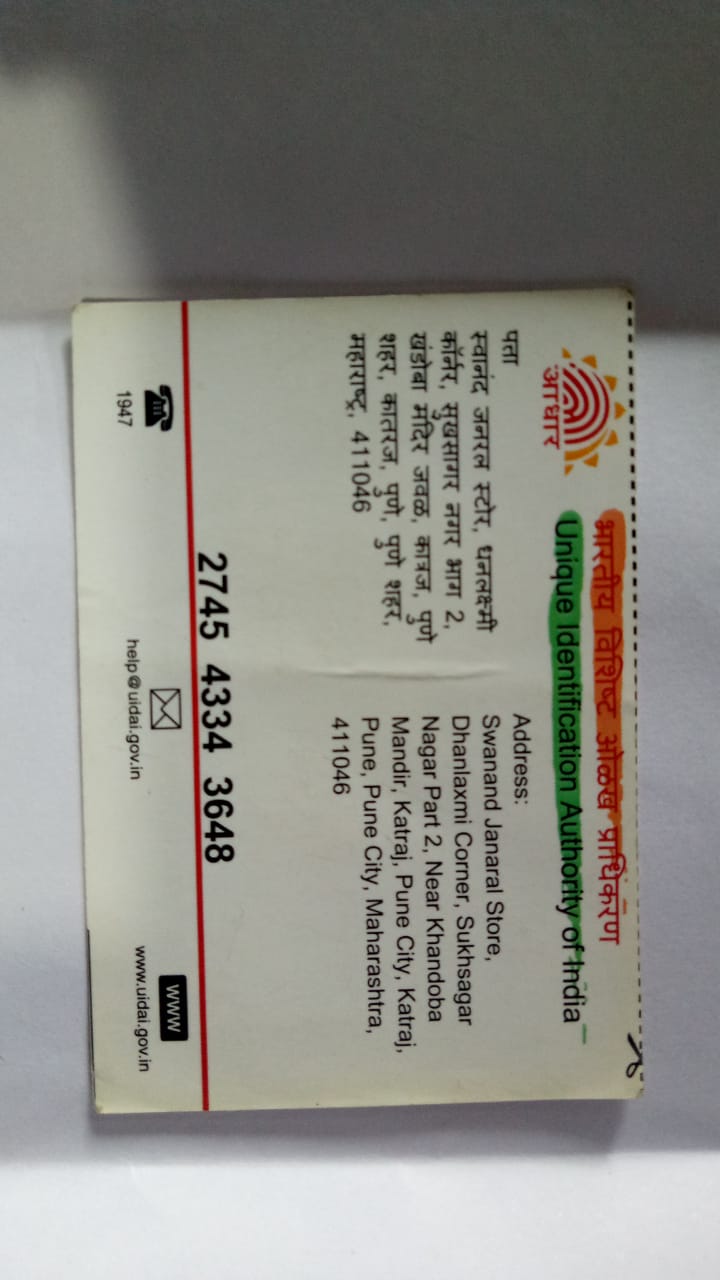 भारतीय विशिष्ट ओळख प्राधिकरण
Unique Identification Authority of India
आधार
पत्ता
स्वानंद जनरल स्टोर, धनलक्ष्मी
कॉर्नर, सुखसागर नगर भाग 2,
खंडोबा मंदिर जवळ, कात्रज, पुणे
शहर, कातरज, पुणे, पुणे शहर,
महाराष्ट्र, 411046
Address:
Swanand Janaral Store,
Dhanlaxmi Corner, Sukhsagar
Nagar Part 2, Near Khandoba
Mandir, Katraj, Pune City, Katraj,
Pune, Pune City, Maharashtra,
411046
2745 4334 3648
1947
help@uidai.gov.in
www
www.uidai.gov.in